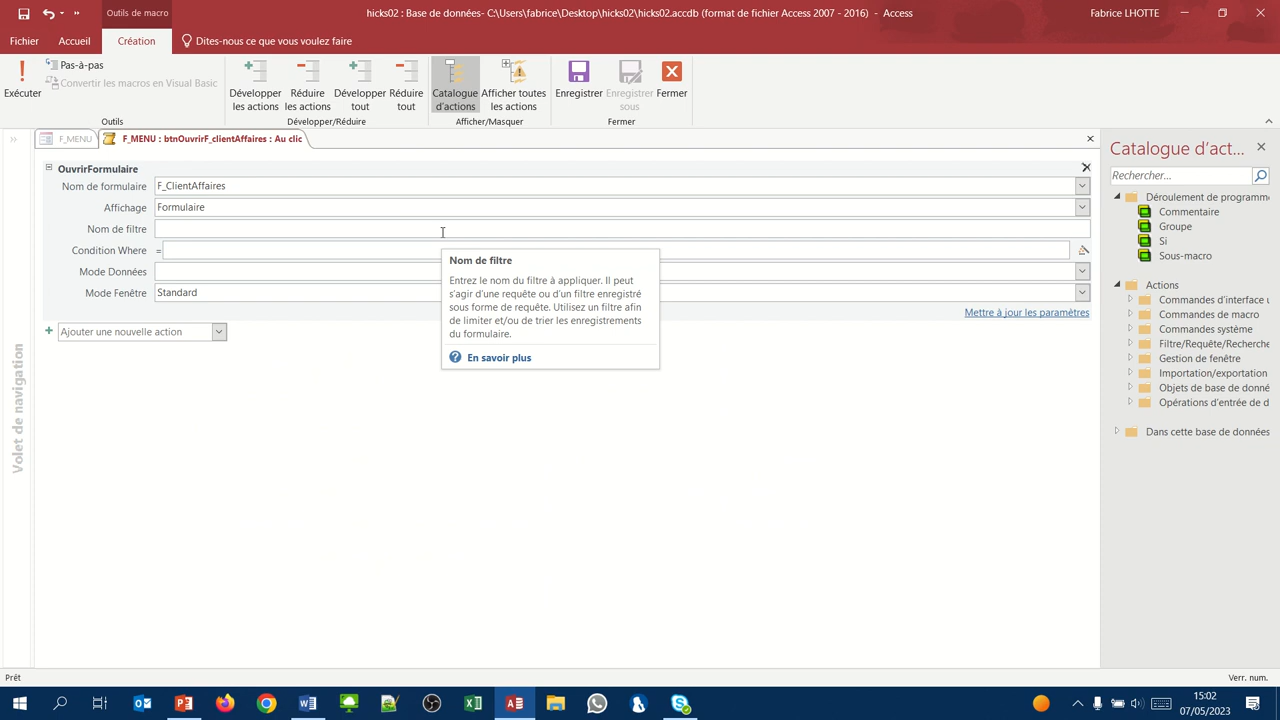 Outils de macro
hicks02 : Base de données- C:\Users\fabrice\Desktop\hicks02\hicks02.accdb (format de fichier Access 2007 - 2016) - Access
Fabrice LHOTTE
Fichier
Accueil
Création
Dites-nous ce que vous voulez faire
Exécuter
Pas-à-pas
Convertir les macros en Visual Basic
Développer les actions
Réduire les actions
Développer tout
Réduire tout
Catalogue d'actions
Afficher toutes les actions
Enregistrer
Enregistrer sous
Fermer
Outils
Développer/Réduire
Afficher/Masquer
Fermer
F_MENU
F_MENU : btnOuvrirF_clientAffaires : Au clic
OuvrirFormulaire
Nom de formulaire F_ClientAffaires
Affichage Formulaire
Nom de filtre
Condition Where =
Mode Données
Mode Fenêtre Standard
Mettre à jour les paramètres
Ajouter une nouvelle action
Nom de filtre
Entrez le nom du filtre à appliquer. Il peut
s'agir d'une requête ou d'un filtre enregistré
sous forme de requête. Utilisez un filtre afin
de limiter et/ou de trier les enregistrements
du formulaire.
En savoir plus
Volet de navigation
Catalogue d'act...
Rechercher...
Déroulement de programme
Commentaire
Groupe
Si
Sous-macro
Actions
Commandes d'interface u
Commandes de macro
Commandes système
Filtre/Requête/Recherche
Gestion de fenêtre
Importation/exportation
Objets de base de donné
Opérations d'entrée de d
Dans cette base de données
Prêt
Verr. num.
15:02
07/05/2023